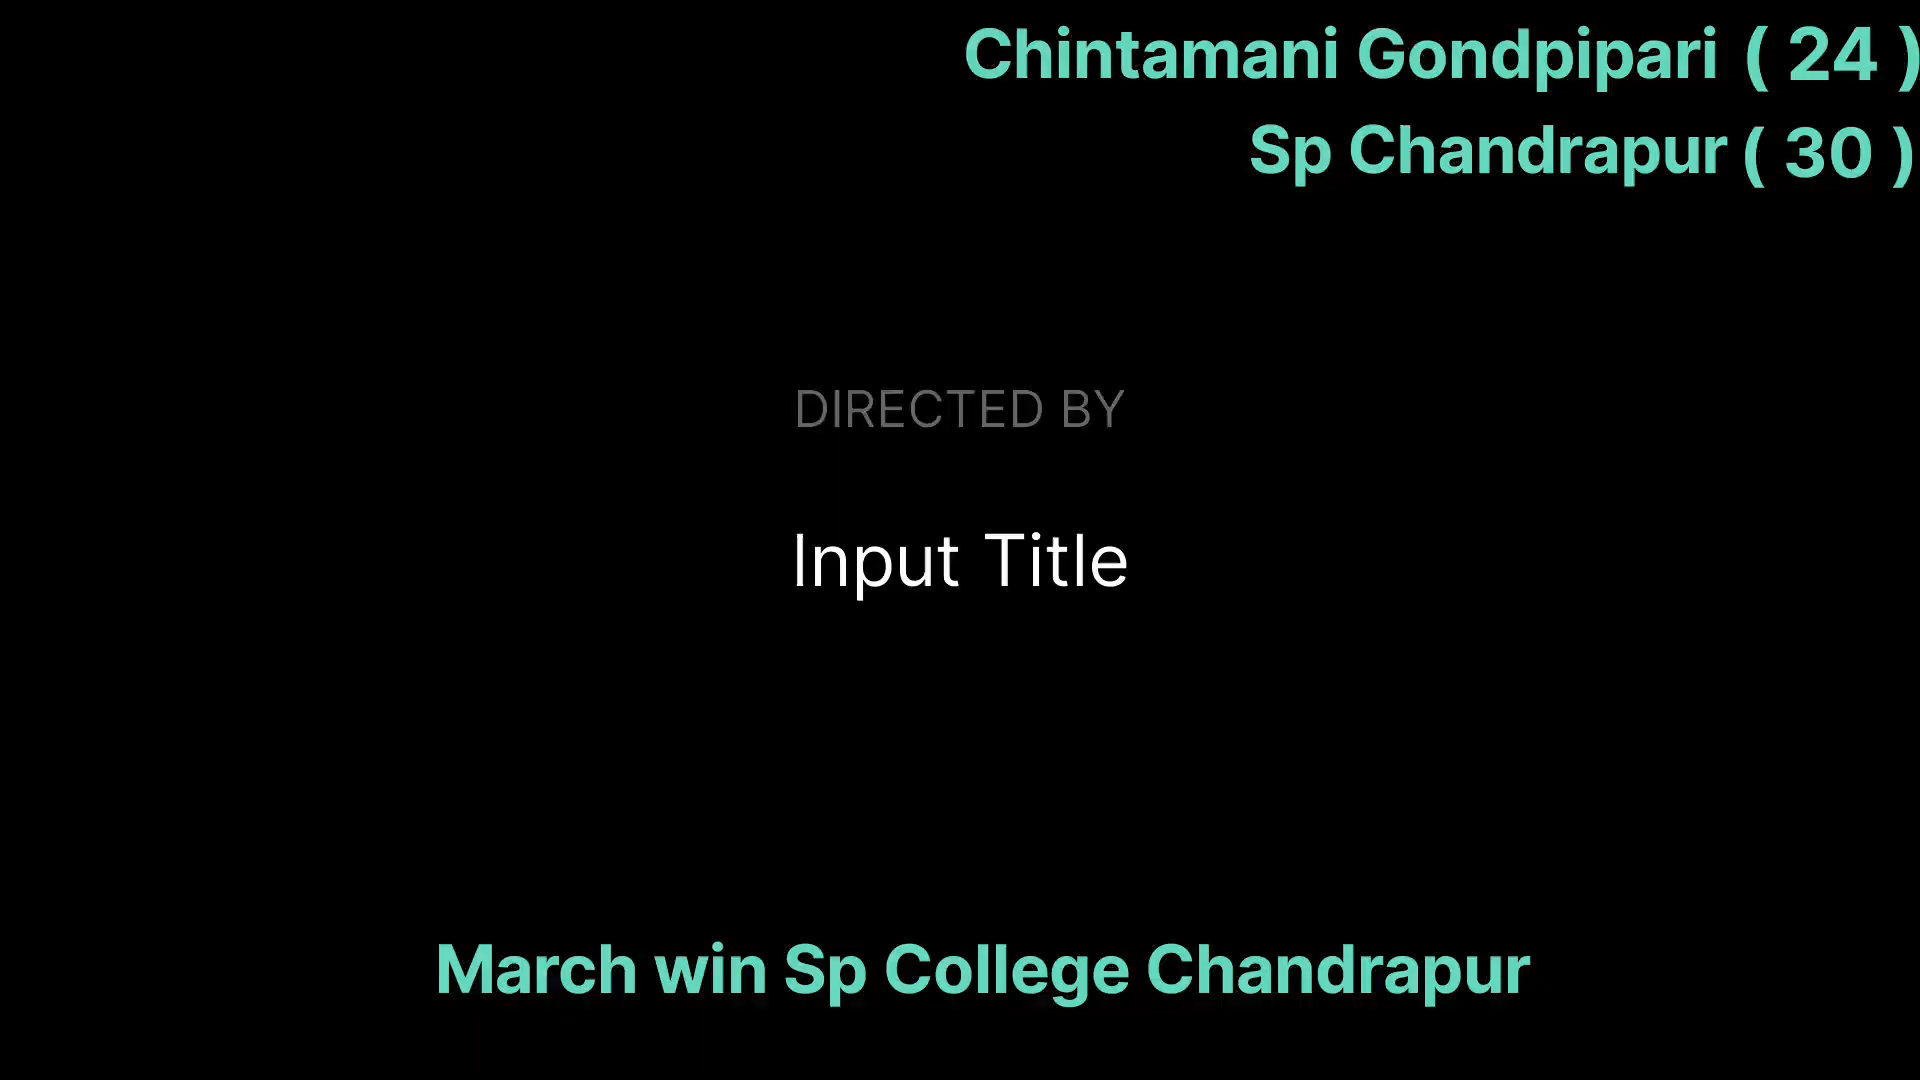 Chintamani Gondpipari ( 24 )
Sp Chandrapur ( 30 )
DIRECTED BY
Input Title
March win Sp College Chandrapur